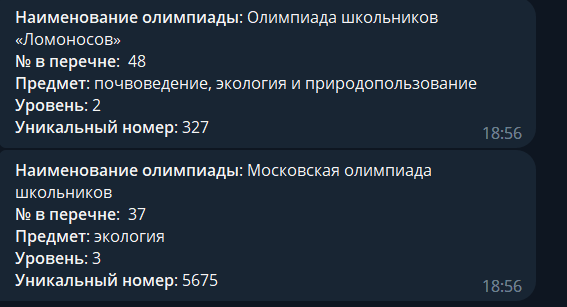 Наименование олимпиады: Олимпиада школьников
«Ломоносов»
№ в перечне: 48
Предмет: почвоведение, экология и природопользование
Уровень: 2
Уникальный номер: 327
18:56
Наименование олимпиады: Московская олимпиада
школьников
№ в перечне: 37
Предмет: экология
Уровень: 3
Уникальный номер: 5675
18:56